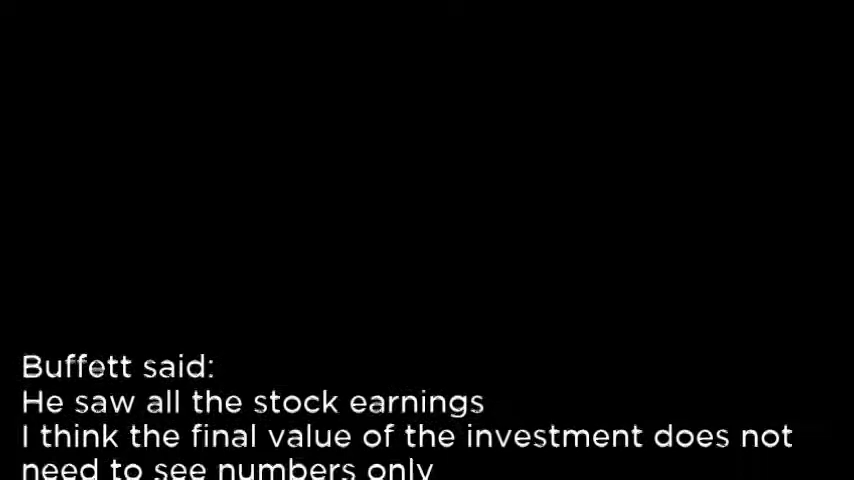 Buffett said:
He saw all the stock earnings
I think the final value of the investment does not
need to see numbers only